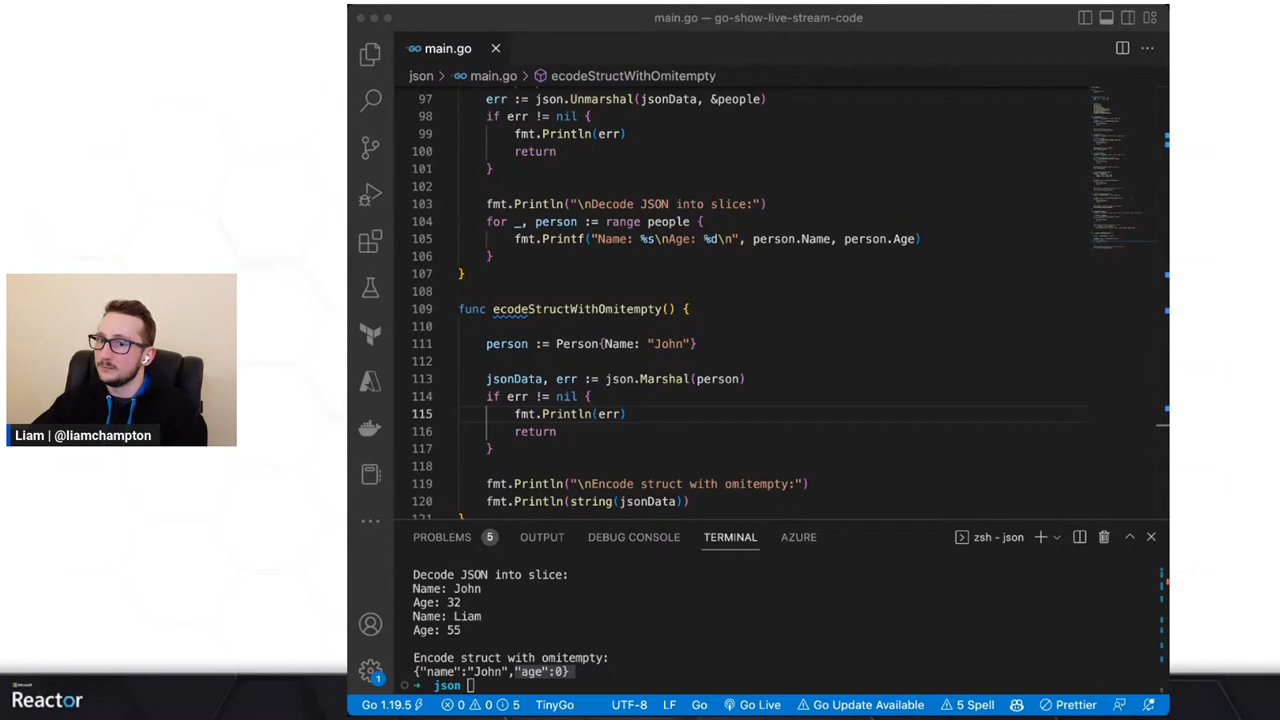 main.go — go-show-live-stream-code
main.go
json > main.go > ecodeStructWithOmitempty
97 err := json.Unmarshal(jsonData, &people)
98 if err != nil {
99 fmt.Println(err)
100 return
101 }
102
103 fmt.Println("\nDecode JSON into slice:")
104 for _, person := range people {
105 fmt.Printf("Name: %s\nAge: %d\n", person.Name, person.Age)
106 }
107 }
108
109 func ecodeStructWithOmitempty() {
110
111 person := Person{Name: "John"}
112
113 jsonData, err := json.Marshal(person)
114 if err != nil {
115 fmt.Println(err)
116 return
117 }
118
119 fmt.Println("\nEncode struct with omitempty:")
120 fmt.Println(string(jsonData))
121 }
Liam | @liamchampton
PROBLEMS 5 OUTPUT DEBUG CONSOLE TERMINAL AZURE zsh - json
Decode JSON into slice:
Name: John
Age: 32
Name: Liam
Age: 55
Encode struct with omitempty:
{"name":"John","age":0}
→ json
1
Microsoft
Reactor
Go 1.19.5 0 0 5 TinyGo UTF-8 LF Go Go Live Go Update Available 5 Spell Prettier